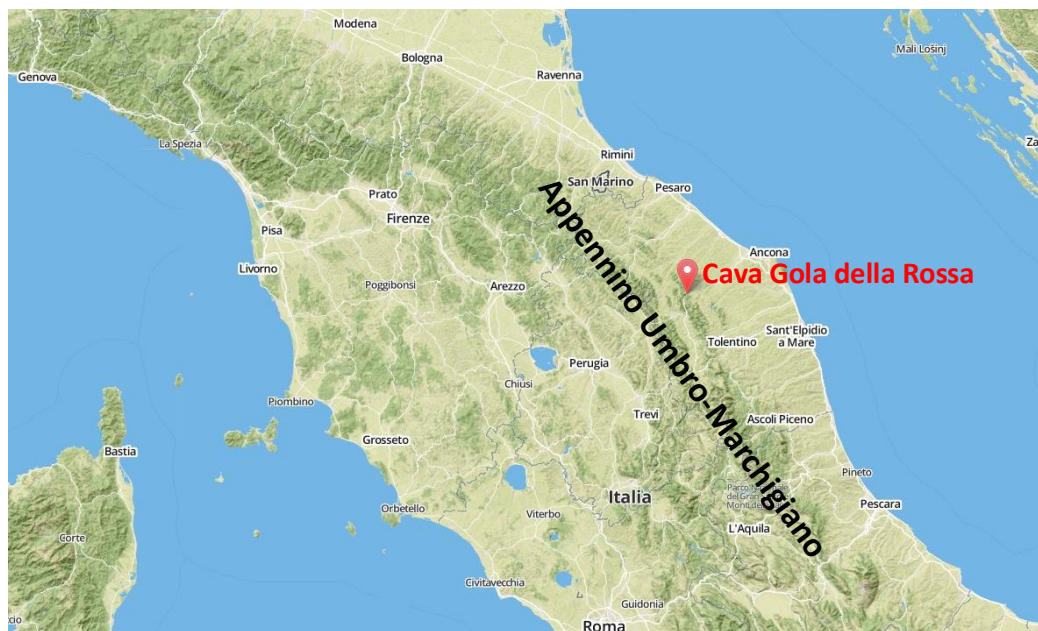 Modena
Mali Lošinj
Bologna
Genova
Ravenna
La Spezia
Rimini
San Marino
Pesaro
Prato
Firenze
Pisa
Ancona
Livorno
Cava Gola della Rossa
Poggibonsi
Arezzo
Appennino Umbro-Marchigiano
Sant'Elpidio
a Mare
Tolentino
Perugia
Chiusi
Piombino
Trevi
Ascoli Piceno
Grosseto
Bastia
Pineto
Italia
Orbetello
Viterbo
Pescara
L'Aquila
Corte
Civitavecchia
Guidonia
Roma